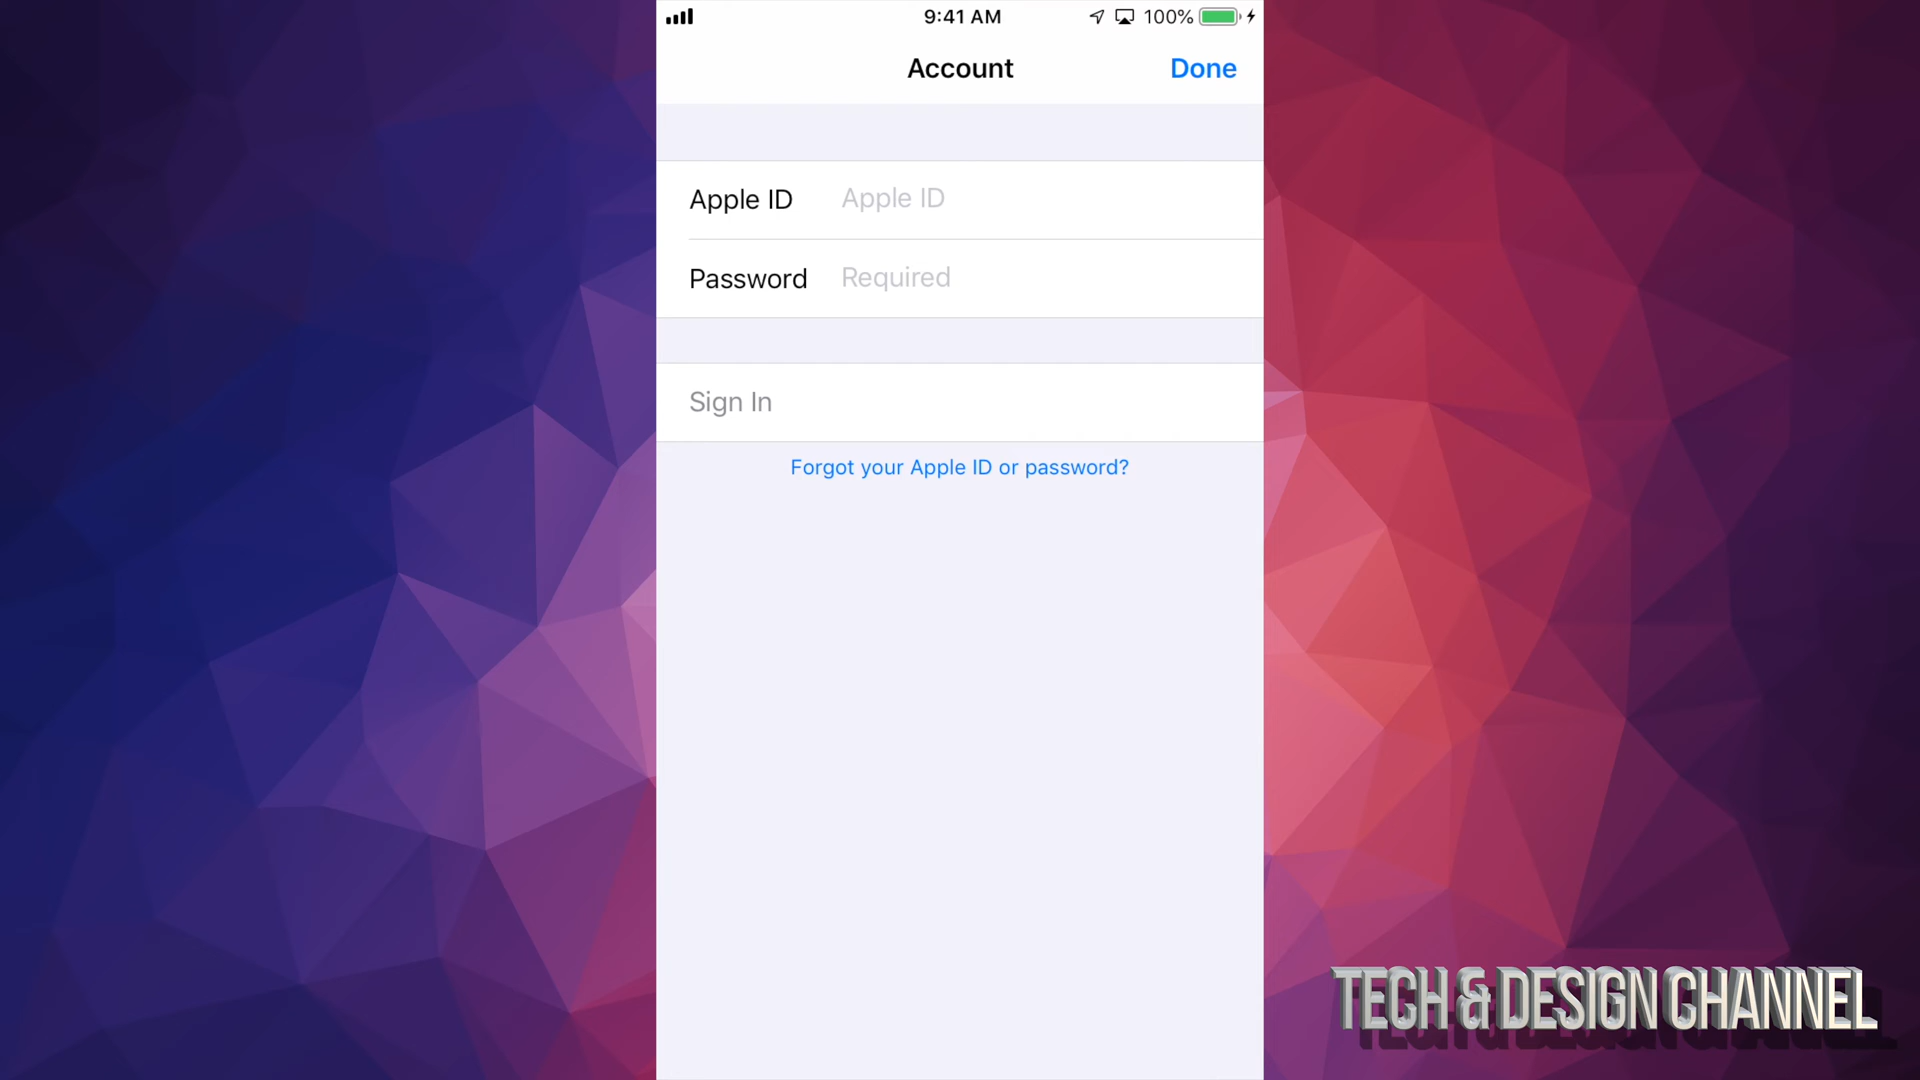 9:41 AM
100%
Account
Done
Apple ID
Apple ID
Password
Required
Sign In
Forgot your Apple ID or password?
TECH & DESIGN CHANNEL